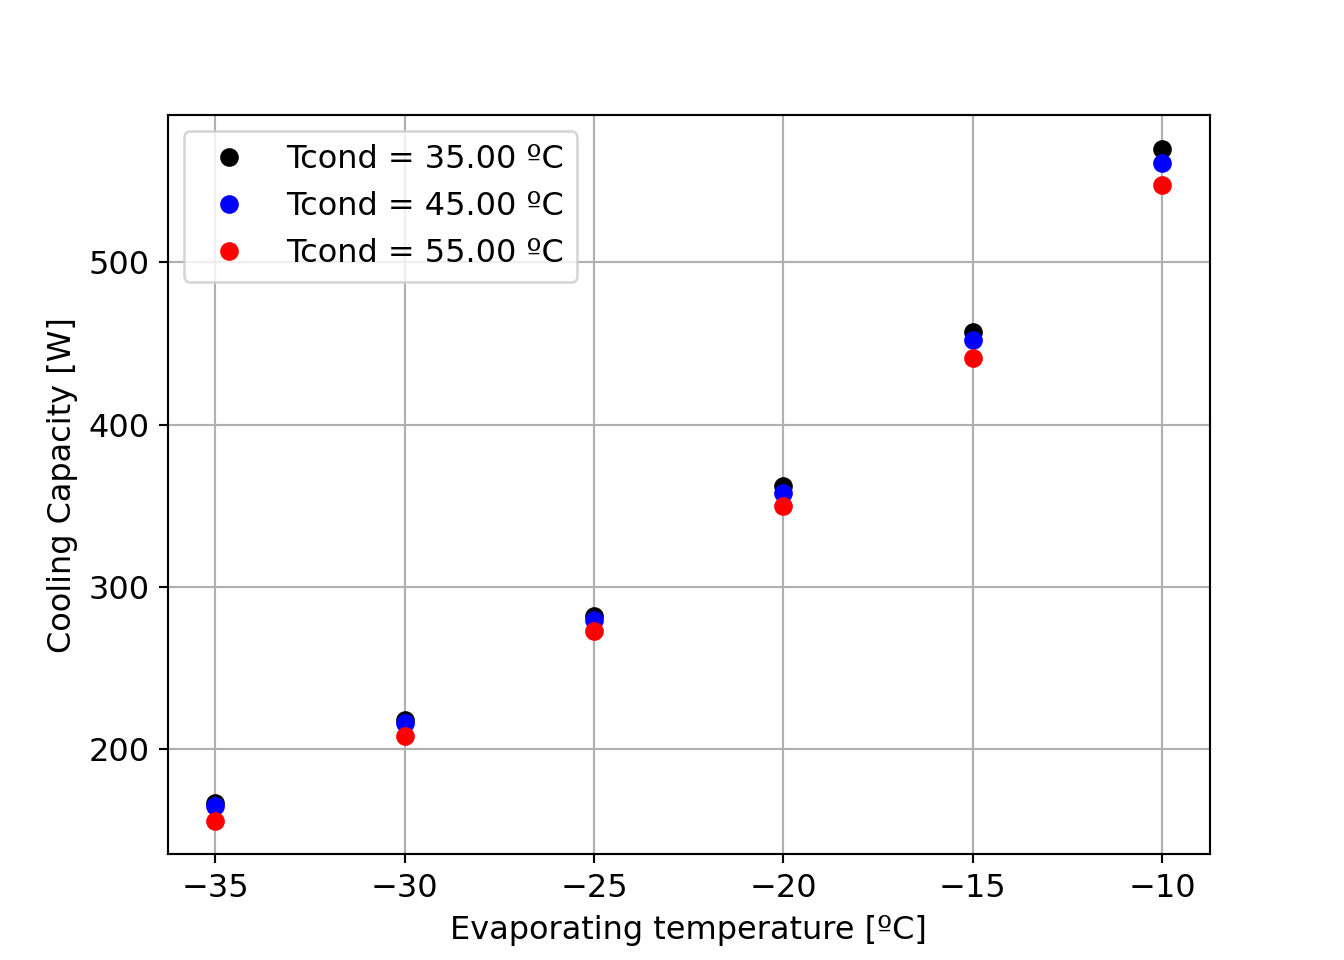 Tcond = 35.00 ºC
Tcond = 45.00 ºC
Tcond = 55.00 ºC
500
400
300
200
Cooling Capacity [W]
−35 −30 −25 −20 −15 −10
Evaporating temperature [ºC]